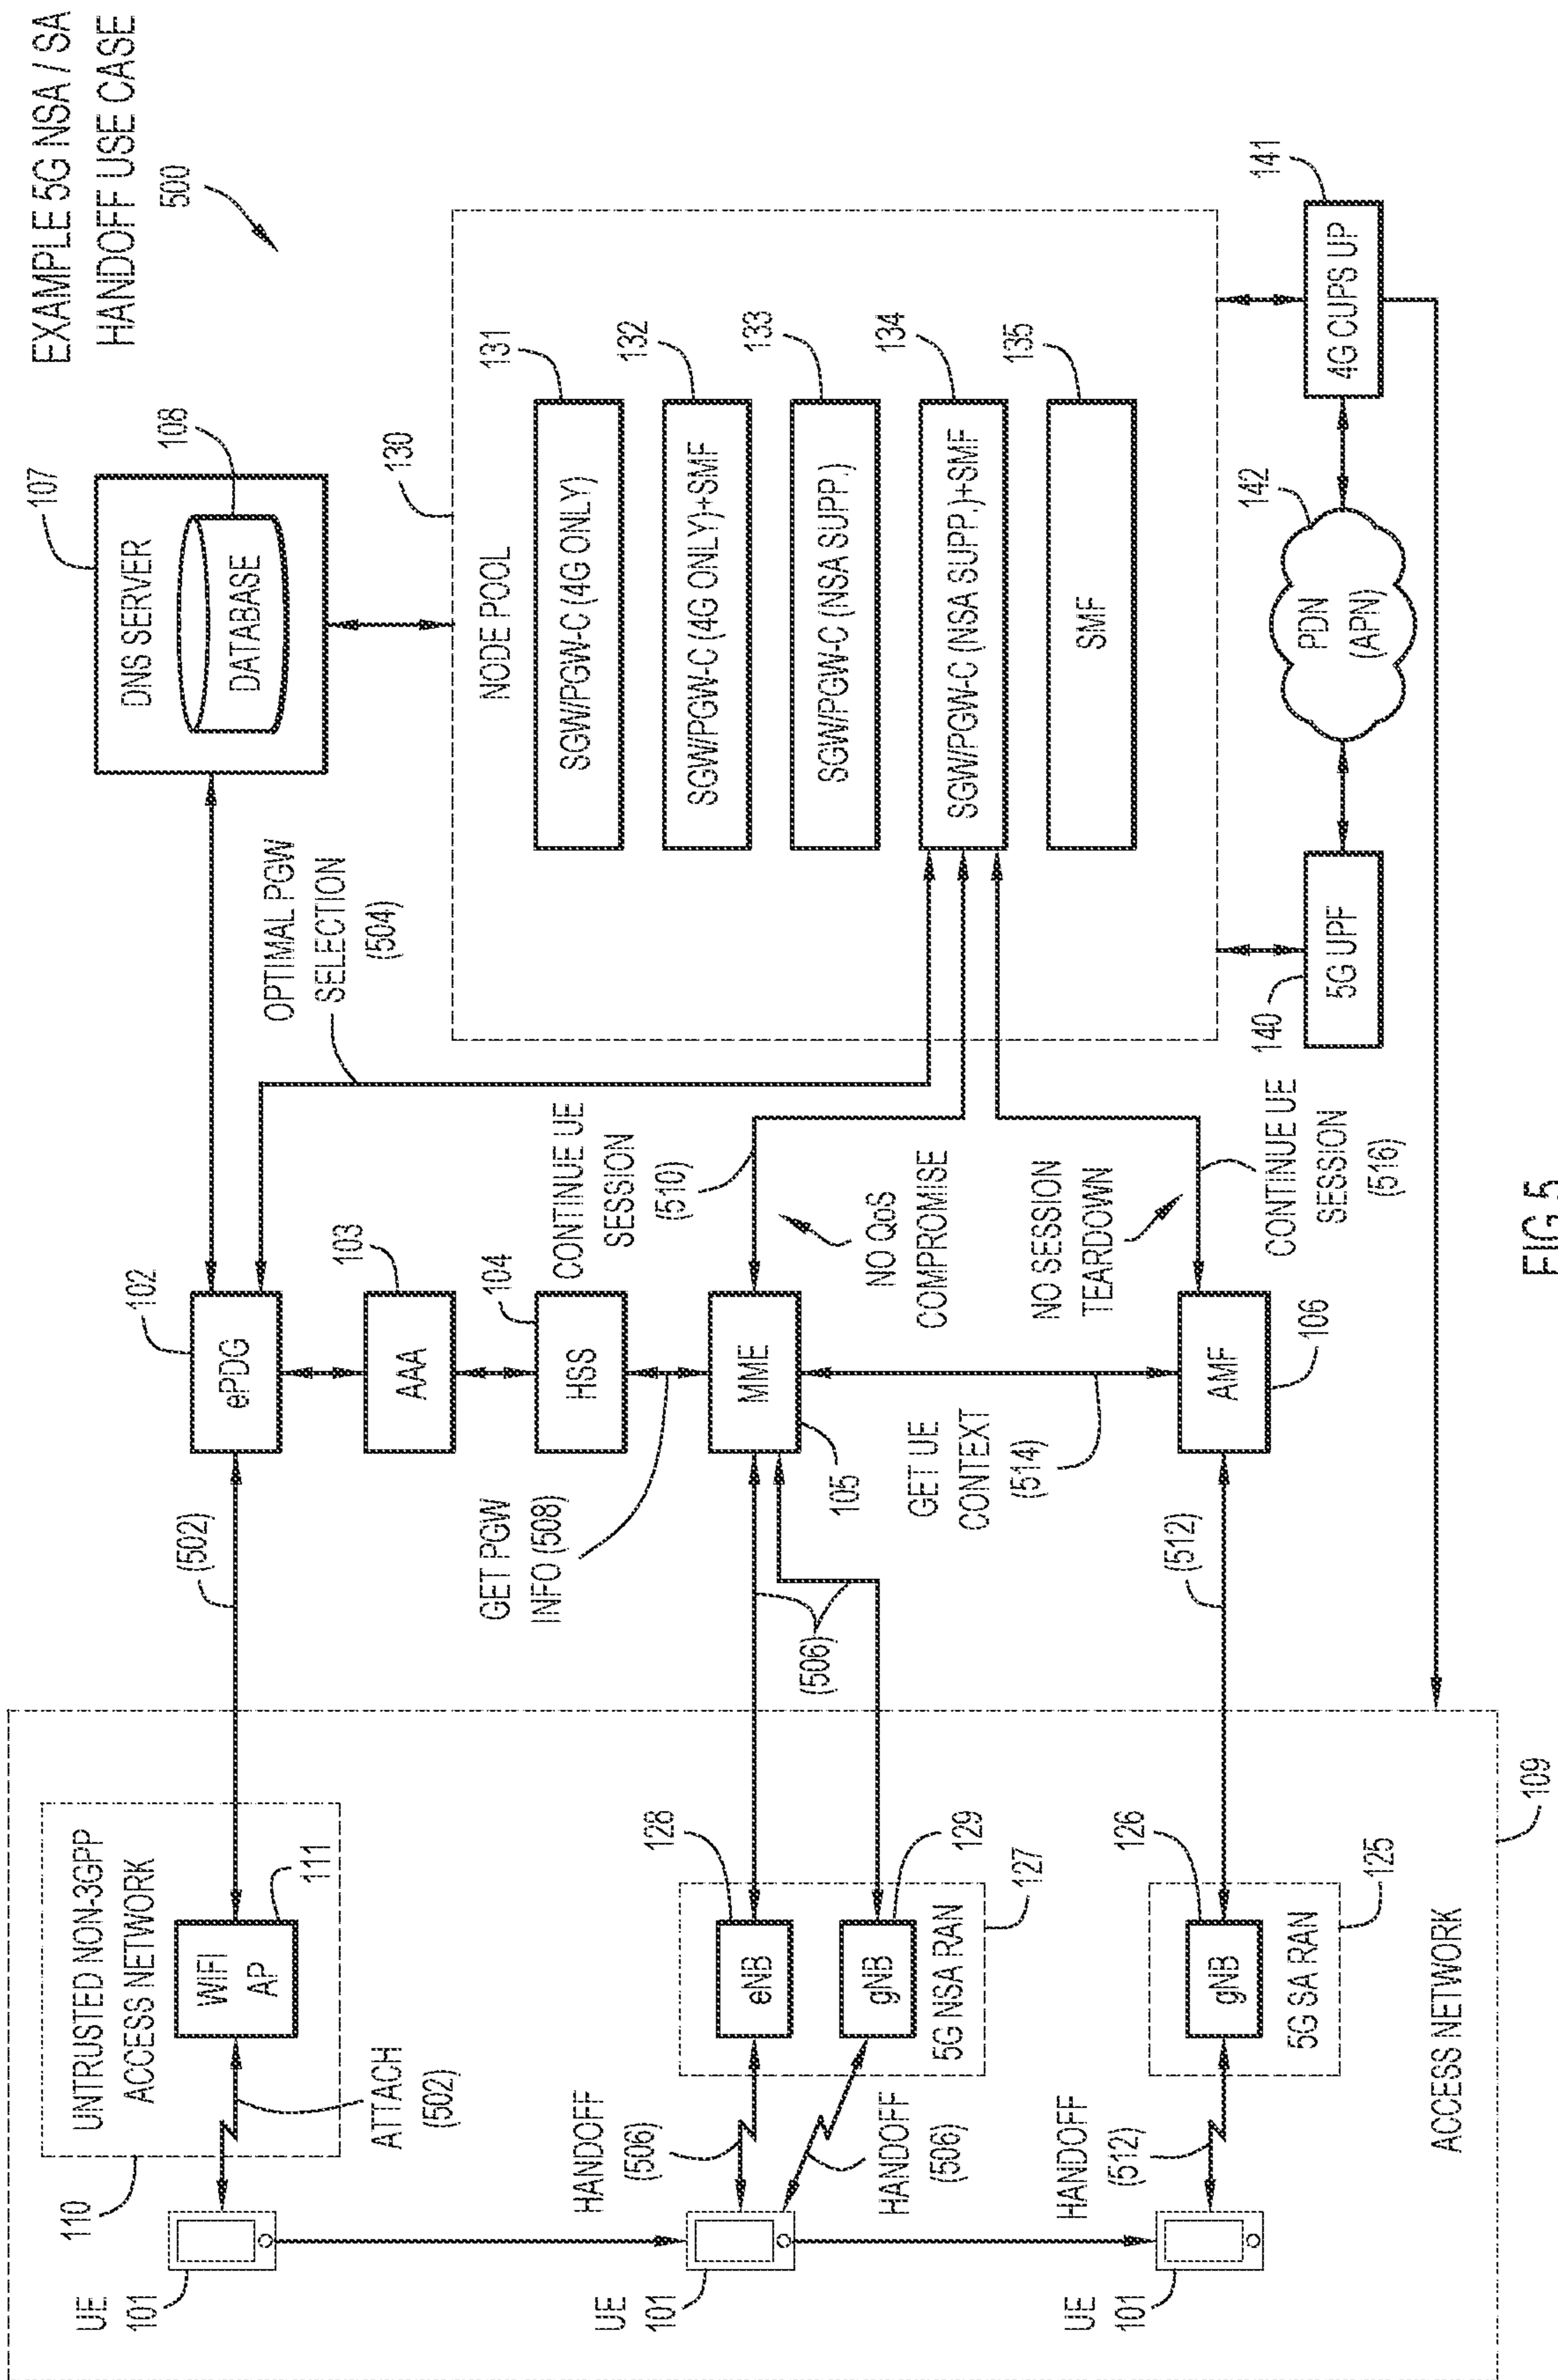 EXAMPLE 5G NSA / SA
HANDOFF USE CASE
500
107
DNS SERVER
108
DATABASE
130
NODE POOL
131
SGW/PGW-C (4G ONLY)
132
SGW/PGW-C (4G ONLY)+SMF
133
SGW/PGW-C (NSA SUPP.)
134
SGW/PGW-C (NSA SUPP.)+SMF
135
SMF
141
4G CUPS UP
142
PDN
(APN)
140
5G UPF
OPTIMAL PGW
SELECTION
(504)
102
ePDG
103
AAA
104
HSS
CONTINUE UE
SESSION
(510)
MME
105
NO QoS
COMPROMISE
NO SESSION
TEARDOWN
CONTINUE UE
SESSION
(516)
AMF
106
GET PGW
INFO (508)
GET UE
CONTEXT
(514)
(502)
(506)
(512)
UNTRUSTED NON-3GPP
ACCESS NETWORK
WIFI
AP
111
110
ATTACH
(502)
UE
101
128
eNB
129
gNB
5G NSA RAN
127
HANDOFF
(506)
HANDOFF
(506)
UE
101
126
gNB
5G SA RAN
125
HANDOFF
(512)
UE
101
ACCESS NETWORK
109
FIG.5